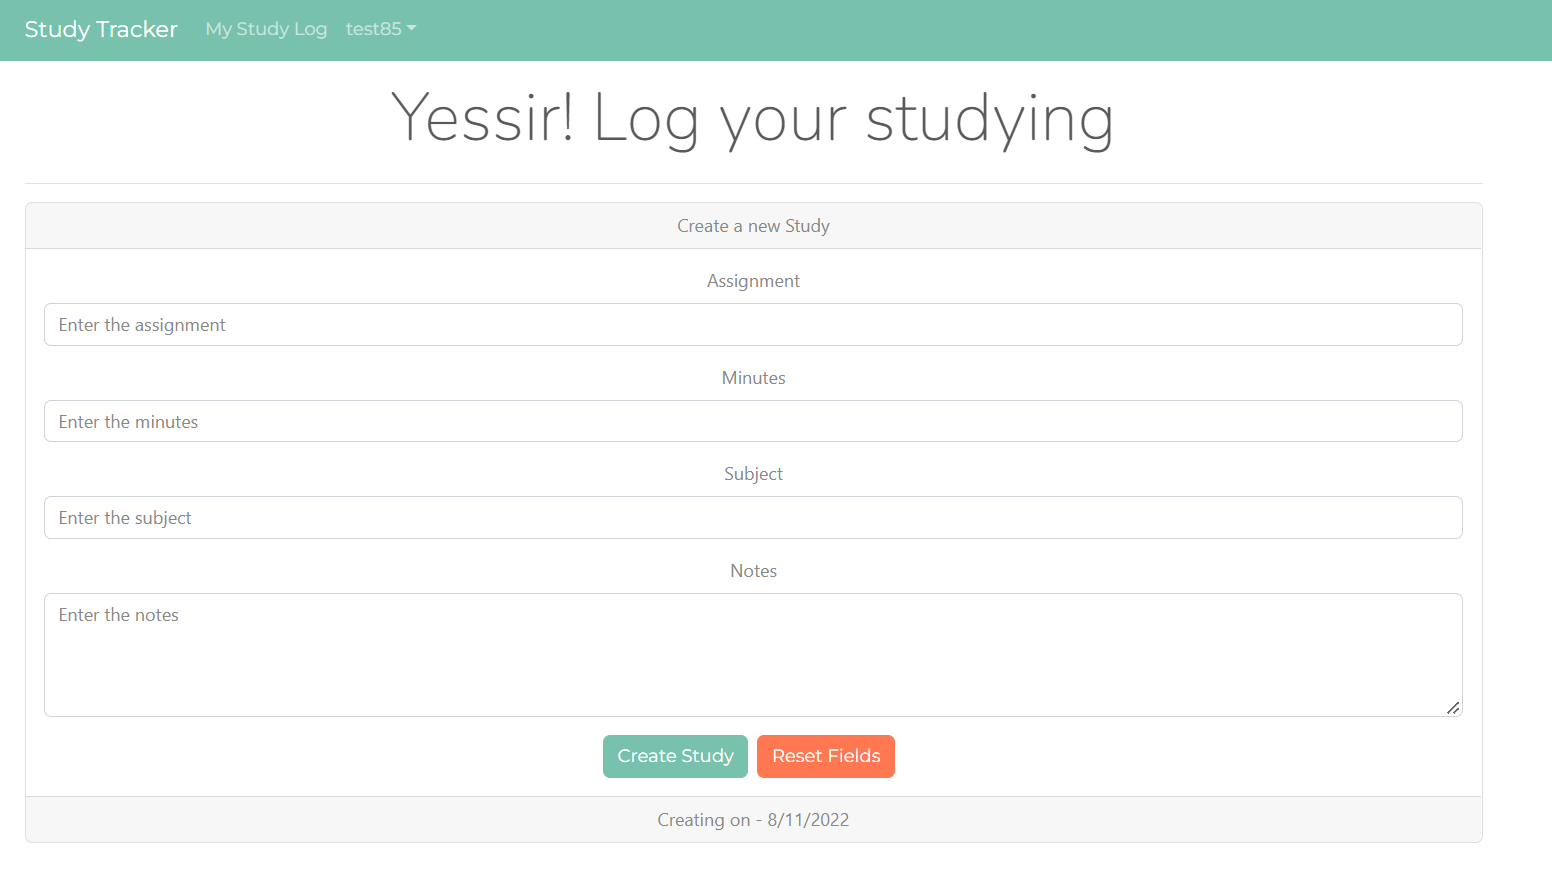 Study Tracker My Study Log test85
Yessir! Log your studying
Create a new Study
Assignment
Enter the assignment
Minutes
Enter the minutes
Subject
Enter the subject
Notes
Enter the notes
Create Study Reset Fields
Creating on - 8/11/2022